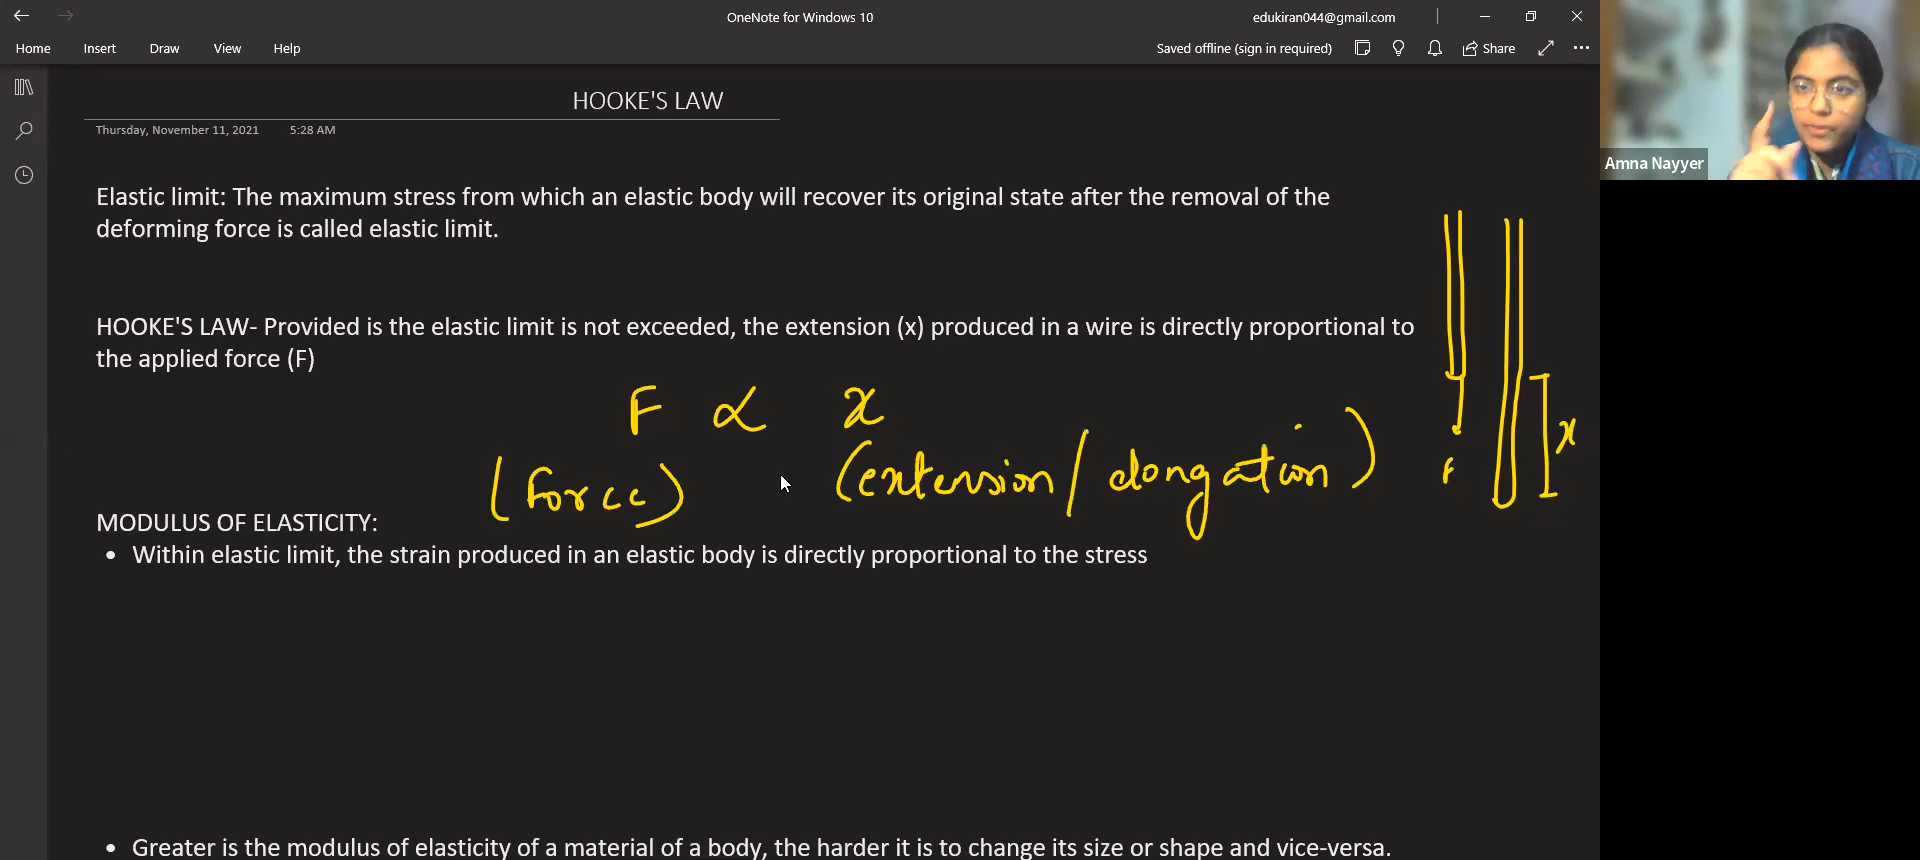 OneNote for Windows 10
edukiran044@gmail.com
Home Insert Draw View Help
Saved offline (sign in required) Share
HOOKE'S LAW
Thursday, November 11, 2021 5:28 AM
Amna Nayyer
Elastic limit: The maximum stress from which an elastic body will recover its original state after the removal of the
deforming force is called elastic limit.
HOOKE'S LAW- Provided is the elastic limit is not exceeded, the extension (x) produced in a wire is directly proportional to
the applied force (F)
F ∝ x
(Force) (extension/elongation)
F
x
MODULUS OF ELASTICITY:
• Within elastic limit, the strain produced in an elastic body is directly proportional to the stress
• Greater is the modulus of elasticity of a material of a body, the harder it is to change its size or shape and vice-versa.